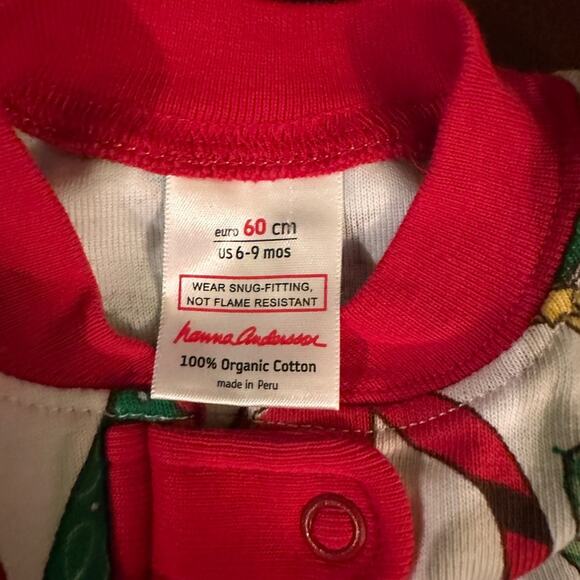 euro 60 cm
US 6-9 mos
WEAR SNUG-FITTING,
NOT FLAME RESISTANT
hanna Andersson
100% Organic Cotton
made in Peru